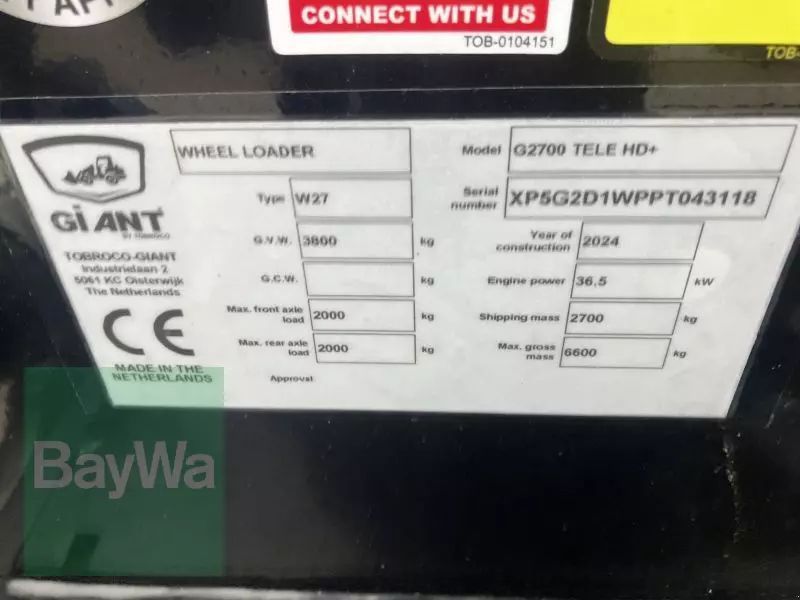 CONNECT WITH US
TOB-0104151
WHEEL LOADER
Model G2700 TELE HD+
Type W27
Serial number XP5G2D1WPPT043118
GiANT
BY TOBROCO
G.V.W. 3800 kg
Year of construction 2024
TOBROCO-GIANT
Industrielaan 2
5061 KC Oisterwijk
The Netherlands
G.C.W. kg
Engine power 36,5 kW
Max. front axle load 2000 kg
Shipping mass 2700 kg
CE
Max. rear axle load 2000 kg
Max. gross mass 6600 kg
MADE IN THE NETHERLANDS
Approval
BayWa